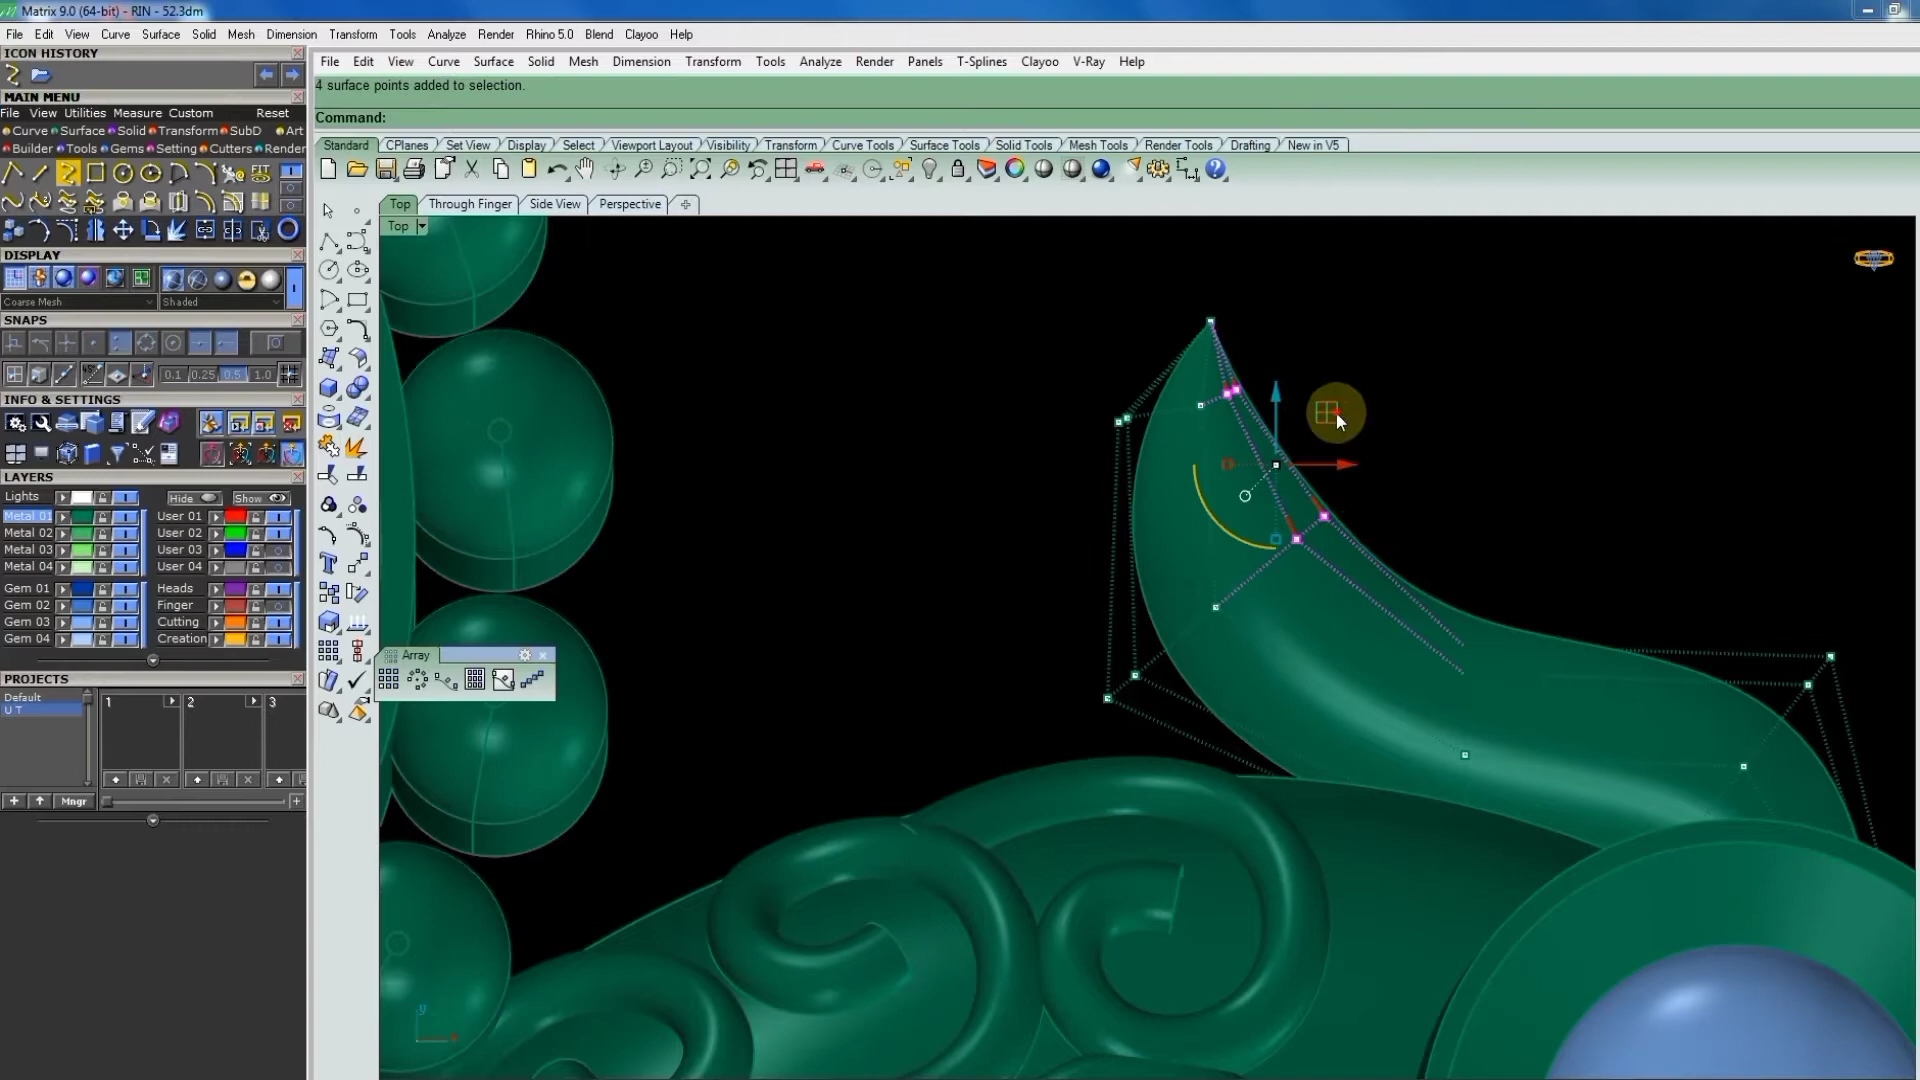 Matrix 9.0 (64-bit) - RIN - 52.3dm
File Edit View Curve Surface Solid Mesh Dimension Transform Tools Analyze Render Rhino 5.0 Blend Clayoo Help
ICON HISTORY
MAIN MENU
File View Utilities Measure Custom Reset
Curve Surface Solid Transform SubD Art
Builder Tools Gems Setting Cutters Render
FIT
DISPLAY
Coarse Mesh Shaded
SNAPS
0.1 0.25 0.5 1.0
INFO & SETTINGS
LAYERS
Lights Hide Show
Metal 01 User 01
Metal 02 User 02
Metal 03 User 03
Metal 04 User 04
Gem 01 Heads
Gem 02 Finger
Gem 03 Cutting
Gem 04 Creation
PROJECTS
Default
U T
1 2 3
Mngr
File Edit View Curve Surface Solid Mesh Dimension Transform Tools Analyze Render Panels T-Splines Clayoo V-Ray Help
4 surface points added to selection.
Command:
Standard CPlanes Set View Display Select Viewport Layout Visibility Transform Curve Tools Surface Tools Solid Tools Mesh Tools Render Tools Drafting New in V5
Top Through Finger Side View Perspective
Top
Array
y